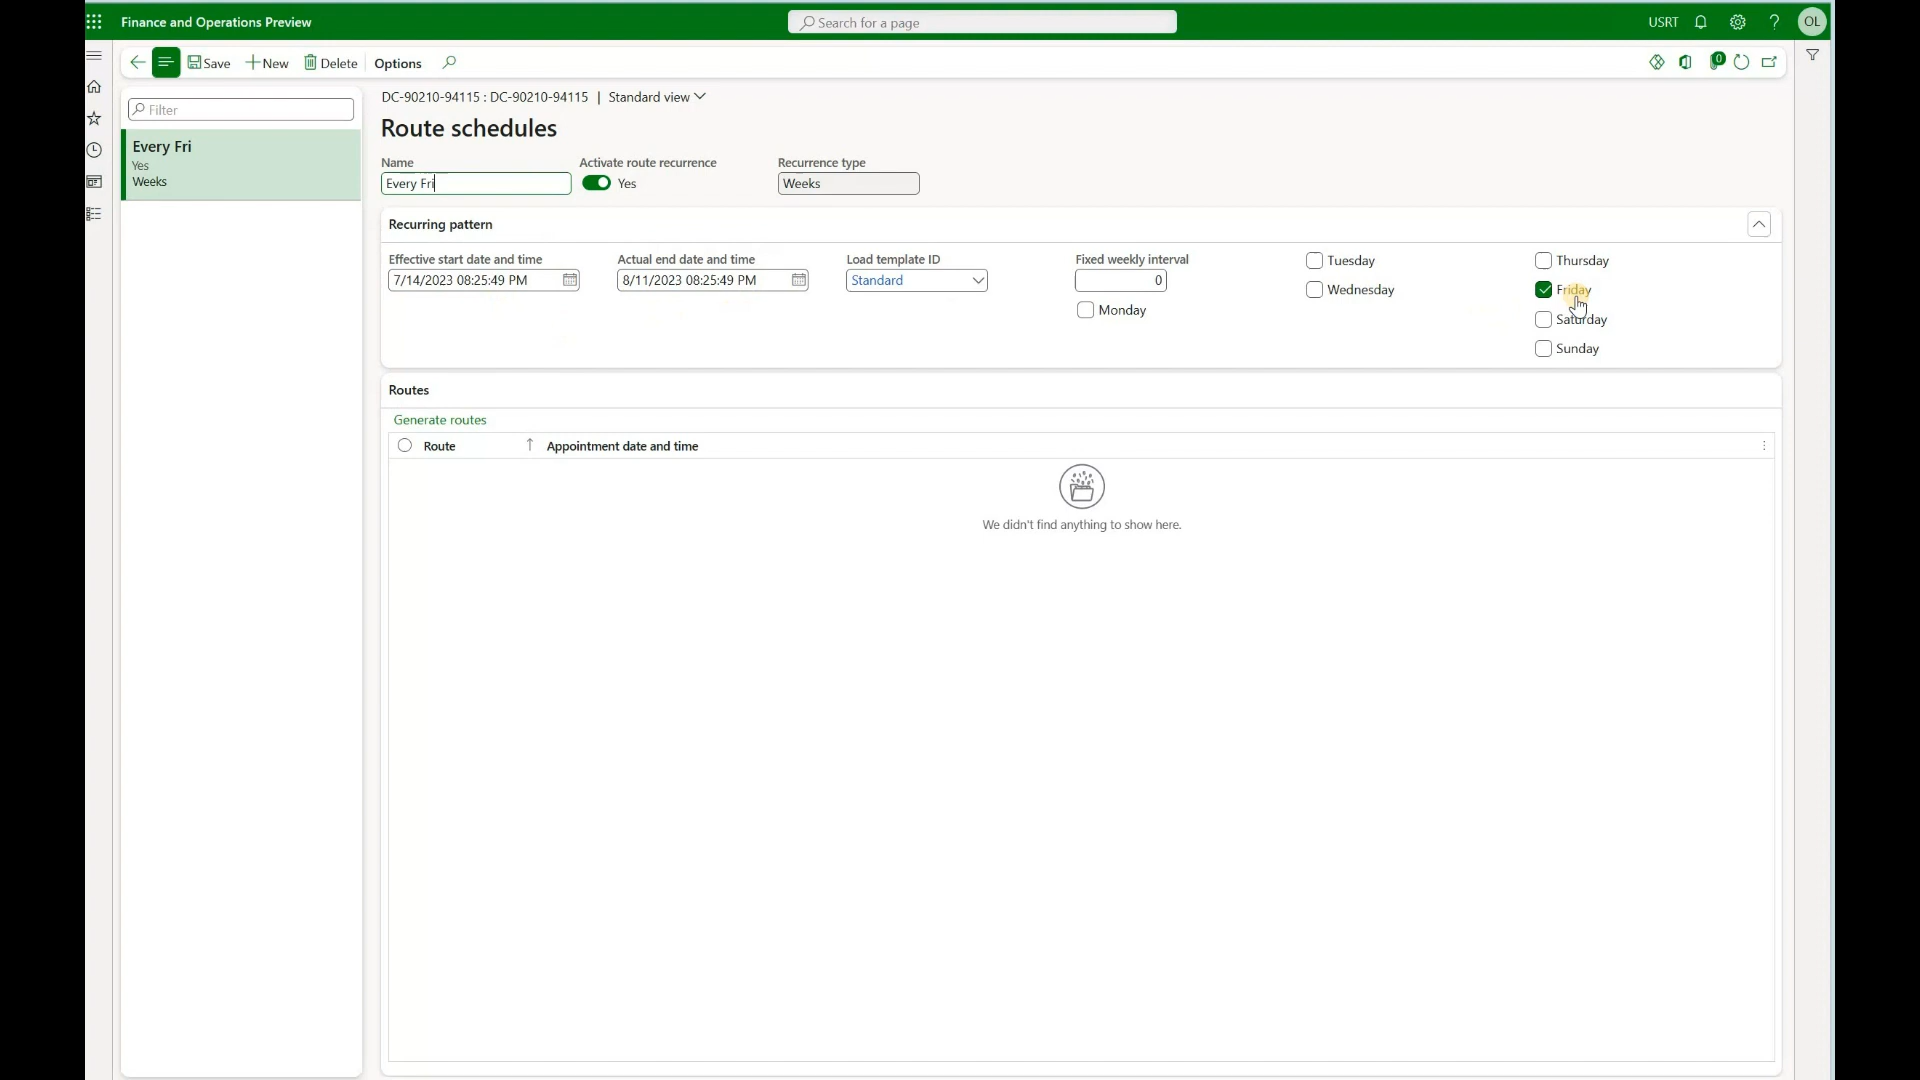 Finance and Operations Preview
Search for a page
USRT
OL
Save
New
Delete
Options
0
Filter
Every Fri
Yes
Weeks
DC-90210-94115 : DC-90210-94115 | Standard view
Route schedules
Name
Activate route recurrence
Recurrence type
Every Fri
Yes
Weeks
Recurring pattern
Effective start date and time
Actual end date and time
Load template ID
Fixed weekly interval
7/14/2023 08:25:49 PM
8/11/2023 08:25:49 PM
Standard
0
Monday
Tuesday
Wednesday
Thursday
Friday
Saturday
Sunday
Routes
Generate routes
Route
Appointment date and time
We didn't find anything to show here.